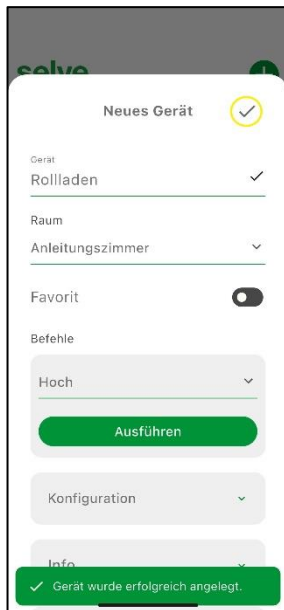 selve
Neues Gerät
Gerät
Rollladen
Raum
Anleitungszimmer
Favorit
Befehle
Hoch
Ausführen
Konfiguration
Info
Gerät wurde erfolgreich angelegt.